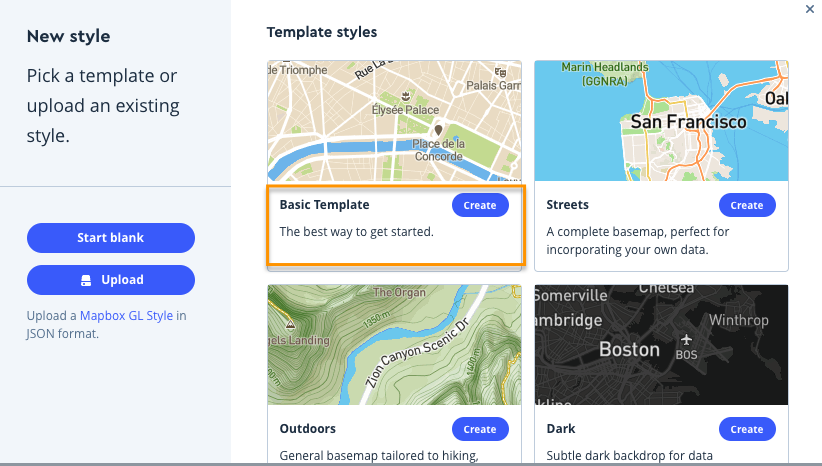 New style
Pick a template or
upload an existing
style.
Start blank
Upload
Upload a Mapbox GL Style in
JSON format.
Template styles
de Triomphe
Rue La
Palais Garn
Élysée Palace
Place de la
Concorde
Basic Template
Create
The best way to get started.
Marin Headlands
(GGNRA)
San Francisco
Oak
Streets
Create
A complete basemap, perfect for
incorporating your own data.
The Organ
1350 m
gels Landing
Zion Canyon Scenic Dr
1400 m
Outdoors
Create
General basemap tailored to hiking,
Somerville
Chelsea
mbridge
Winthrop
Boston
BOS
kline
Dark
Create
Subtle dark backdrop for data